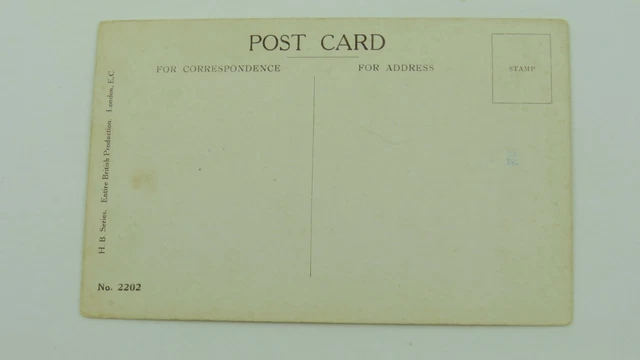 POST CARD
FOR CORRESPONDENCE
FOR ADDRESS
STAMP
H. B. Series. Entire British Production. London, E.C
No. 2202